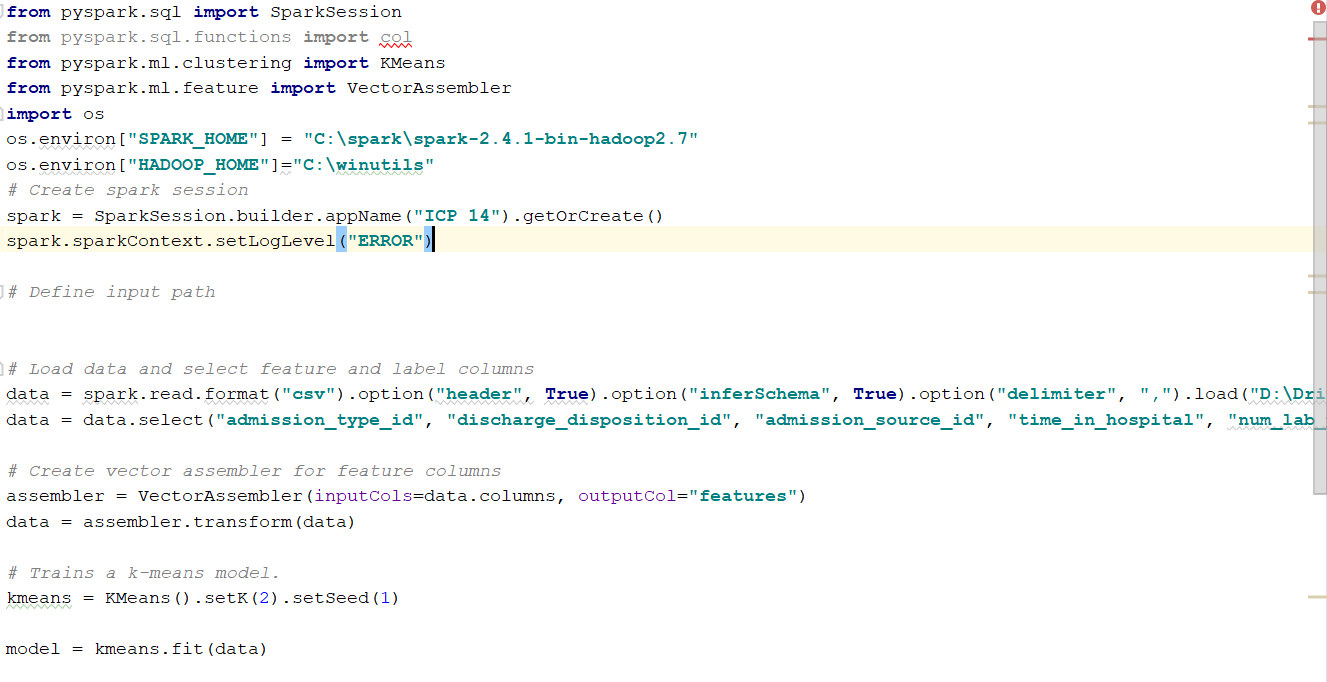 from pyspark.sql import SparkSession
from pyspark.sql.functions import col
from pyspark.ml.clustering import KMeans
from pyspark.ml.feature import VectorAssembler
import os
os.environ["SPARK_HOME"] = "C:\spark\spark-2.4.1-bin-hadoop2.7"
os.environ["HADOOP_HOME"]="C:\winutils"
# Create spark session
spark = SparkSession.builder.appName("ICP 14").getOrCreate()
spark.sparkContext.setLogLevel("ERROR")
# Define input path
# Load data and select feature and label columns
data = spark.read.format("csv").option("header", True).option("inferSchema", True).option("delimiter", ",").load("D:\Dri
data = data.select("admission_type_id", "discharge_disposition_id", "admission_source_id", "time_in_hospital", "num_lab_
# Create vector assembler for feature columns
assembler = VectorAssembler(inputCols=data.columns, outputCol="features")
data = assembler.transform(data)
# Trains a k-means model.
kmeans = KMeans().setK(2).setSeed(1)
model = kmeans.fit(data)